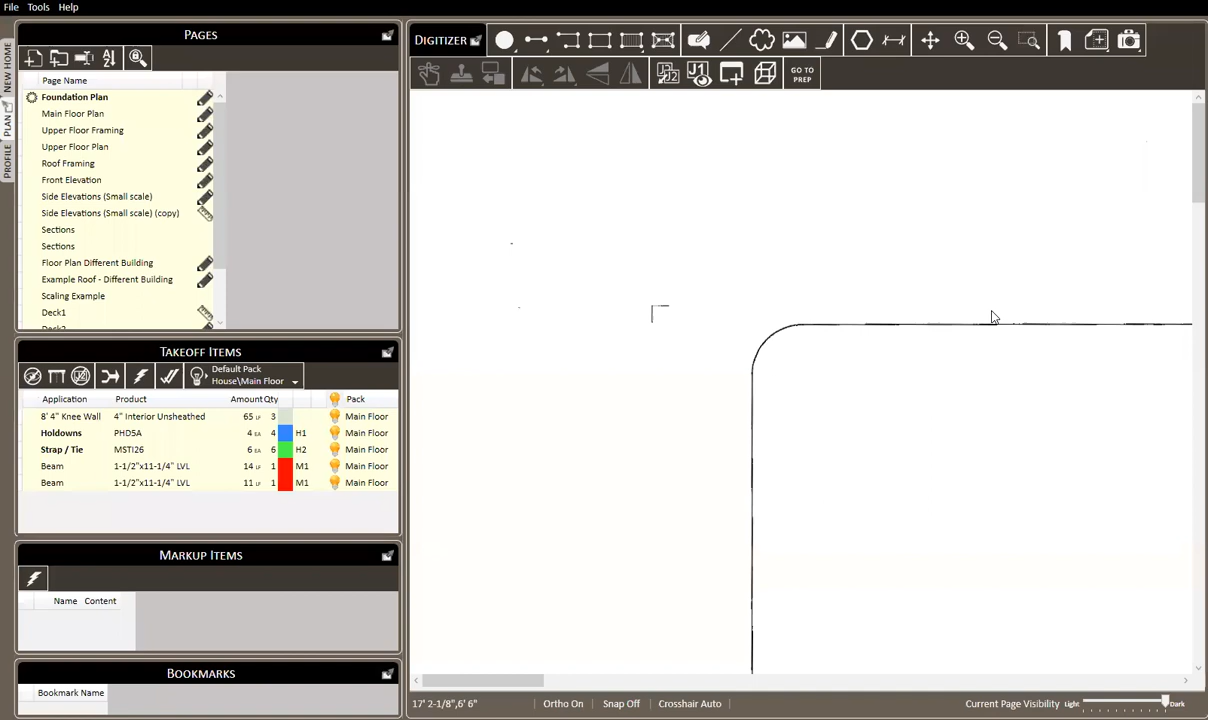 File Tools Help
PAGES
NEW HOME
PLAN
PROFILE
Page Name
Foundation Plan
Main Floor Plan
Upper Floor Framing
Upper Floor Plan
Roof Framing
Front Elevation
Side Elevations (Small scale)
Side Elevations (Small scale) (copy)
Sections
Sections
Floor Plan Different Building
Example Roof - Different Building
Scaling Example
Deck1
Deck2
TAKEOFF ITEMS
Default Pack
House\Main Floor
Application Product Amount Qty Pack
8' 4" Knee Wall 4" Interior Unsheathed 65 LF 3 Main Floor
Holdowns PHD5A 4 EA 4 H1 Main Floor
Strap / Tie MSTI26 6 EA 6 H2 Main Floor
Beam 1-1/2"x11-1/4" LVL 14 LF 1 M1 Main Floor
Beam 1-1/2"x11-1/4" LVL 11 LF 1 M1 Main Floor
MARKUP ITEMS
Name Content
BOOKMARKS
Bookmark Name
DIGITIZER
GO TO
PREP
17' 2-1/8",6' 6" Ortho On Snap Off Crosshair Auto Current Page Visibility Light Dark